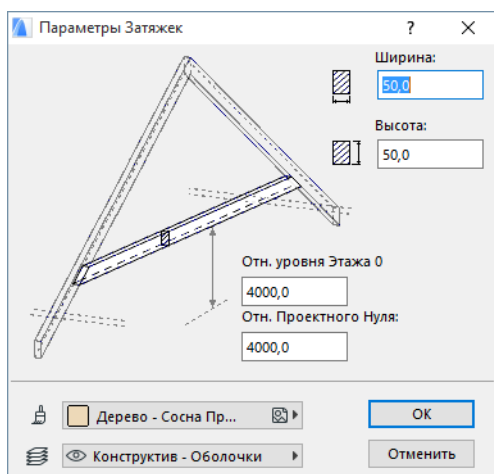 Параметры Затяжек
?
Ширина:
50,0
Высота:
50,0
Отн. уровня Этажа 0
4000,0
Отн. Проектного Нуля:
4000,0
Дерево - Сосна Пр...
OK
Конструктив - Оболочки
Отменить